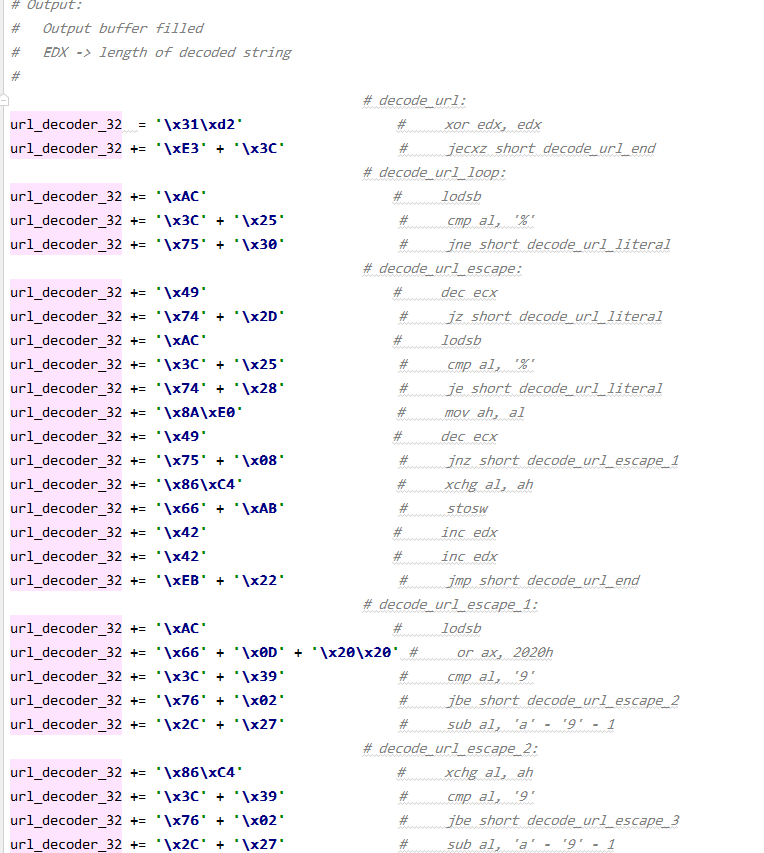 # Output:
#   Output buffer filled
#   EDX -> length of decoded string
#
# decode_url:
url_decoder_32  = '\x31\xd2'                    #     xor edx, edx
url_decoder_32 += '\xE3' + '\x3C'               #     jecxz short decode_url_end
# decode_url_loop:
url_decoder_32 += '\xAC'                        #     lodsb
url_decoder_32 += '\x3C' + '\x25'               #     cmp al, '%'
url_decoder_32 += '\x75' + '\x30'               #     jne short decode_url_literal
# decode_url_escape:
url_decoder_32 += '\x49'                        #     dec ecx
url_decoder_32 += '\x74' + '\x2D'               #     jz short decode_url_literal
url_decoder_32 += '\xAC'                        #     lodsb
url_decoder_32 += '\x3C' + '\x25'               #     cmp al, '%'
url_decoder_32 += '\x74' + '\x28'               #     je short decode_url_literal
url_decoder_32 += '\x8A\xE0'                    #     mov ah, al
url_decoder_32 += '\x49'                        #     dec ecx
url_decoder_32 += '\x75' + '\x08'               #     jnz short decode_url_escape_1
url_decoder_32 += '\x86\xC4'                    #     xchg al, ah
url_decoder_32 += '\x66' + '\xAB'               #     stosw
url_decoder_32 += '\x42'                        #     inc edx
url_decoder_32 += '\x42'                        #     inc edx
url_decoder_32 += '\xEB' + '\x22'               #     jmp short decode_url_end
# decode_url_escape_1:
url_decoder_32 += '\xAC'                        #     lodsb
url_decoder_32 += '\x66' + '\x0D' + '\x20\x20'  #     or ax, 2020h
url_decoder_32 += '\x3C' + '\x39'               #     cmp al, '9'
url_decoder_32 += '\x76' + '\x02'               #     jbe short decode_url_escape_2
url_decoder_32 += '\x2C' + '\x27'               #     sub al, 'a' - '9' - 1
# decode_url_escape_2:
url_decoder_32 += '\x86\xC4'                    #     xchg al, ah
url_decoder_32 += '\x3C' + '\x39'               #     cmp al, '9'
url_decoder_32 += '\x76' + '\x02'               #     jbe short decode_url_escape_3
url_decoder_32 += '\x2C' + '\x27'               #     sub al, 'a' - '9' - 1